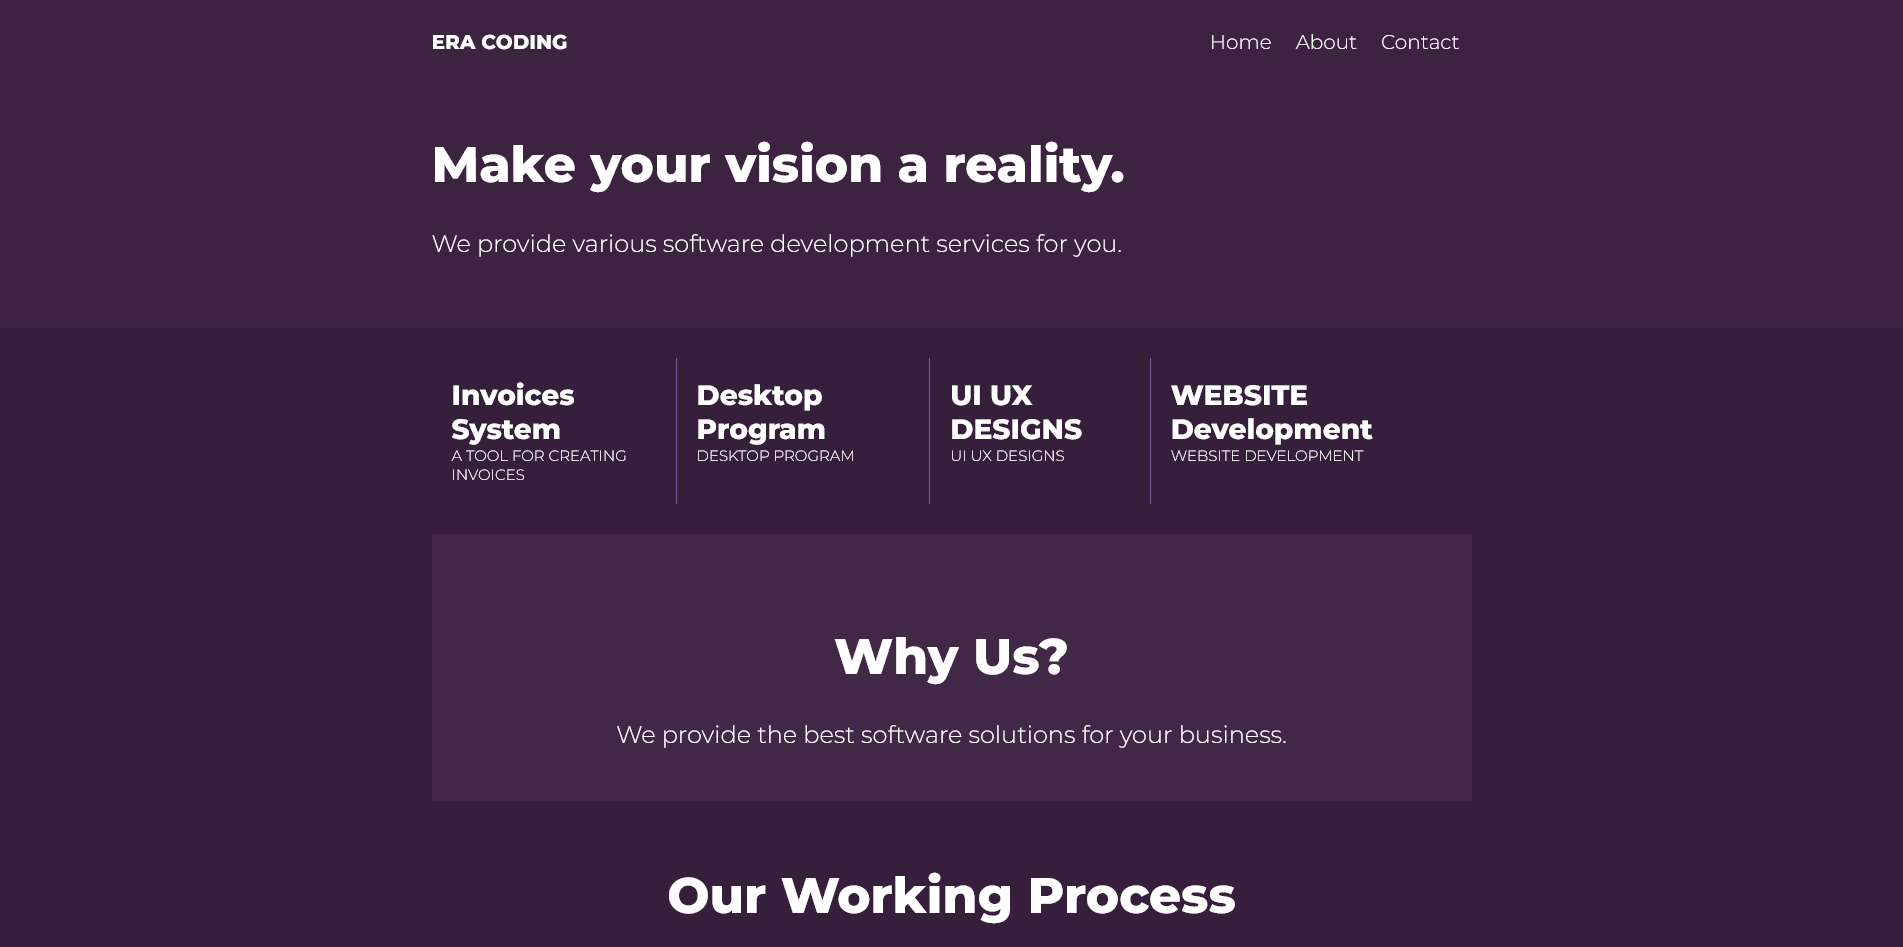 ERA CODING
Home About Contact
Make your vision a reality.
We provide various software development services for you.
Invoices
System
A TOOL FOR CREATING
INVOICES
Desktop
Program
DESKTOP PROGRAM
UI UX
DESIGNS
UI UX DESIGNS
WEBSITE
Development
WEBSITE DEVELOPMENT
Why Us?
We provide the best software solutions for your business.
Our Working Process